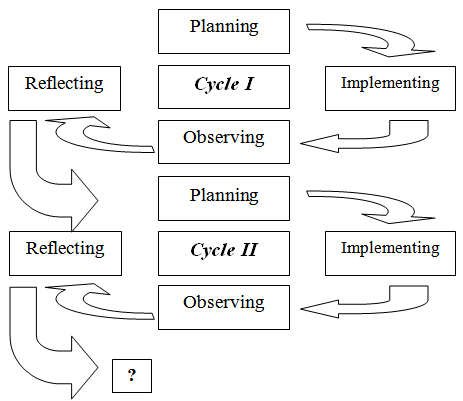 Planning
Reflecting
Cycle I
Implementing
Observing
Planning
Reflecting
Cycle II
Implementing
Observing
?